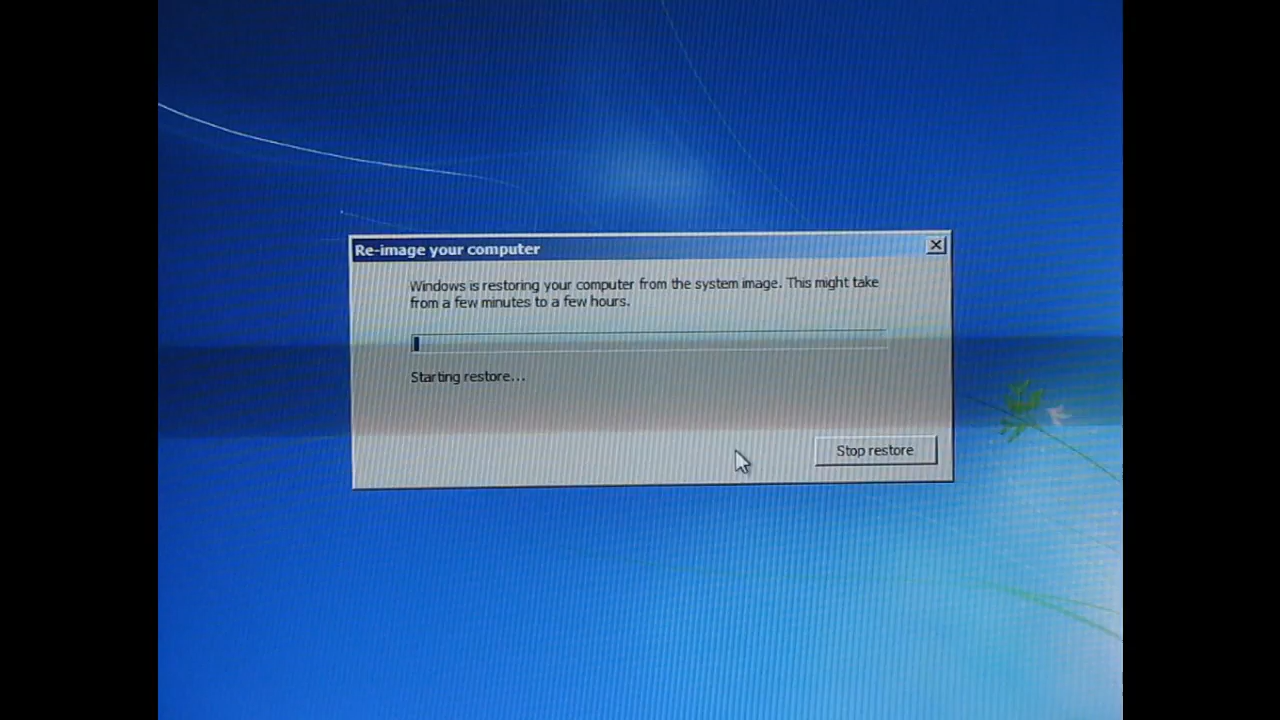 Re-image your computer
Windows is restoring your computer from the system image. This might take
from a few minutes to a few hours.
Starting restore...
Stop restore